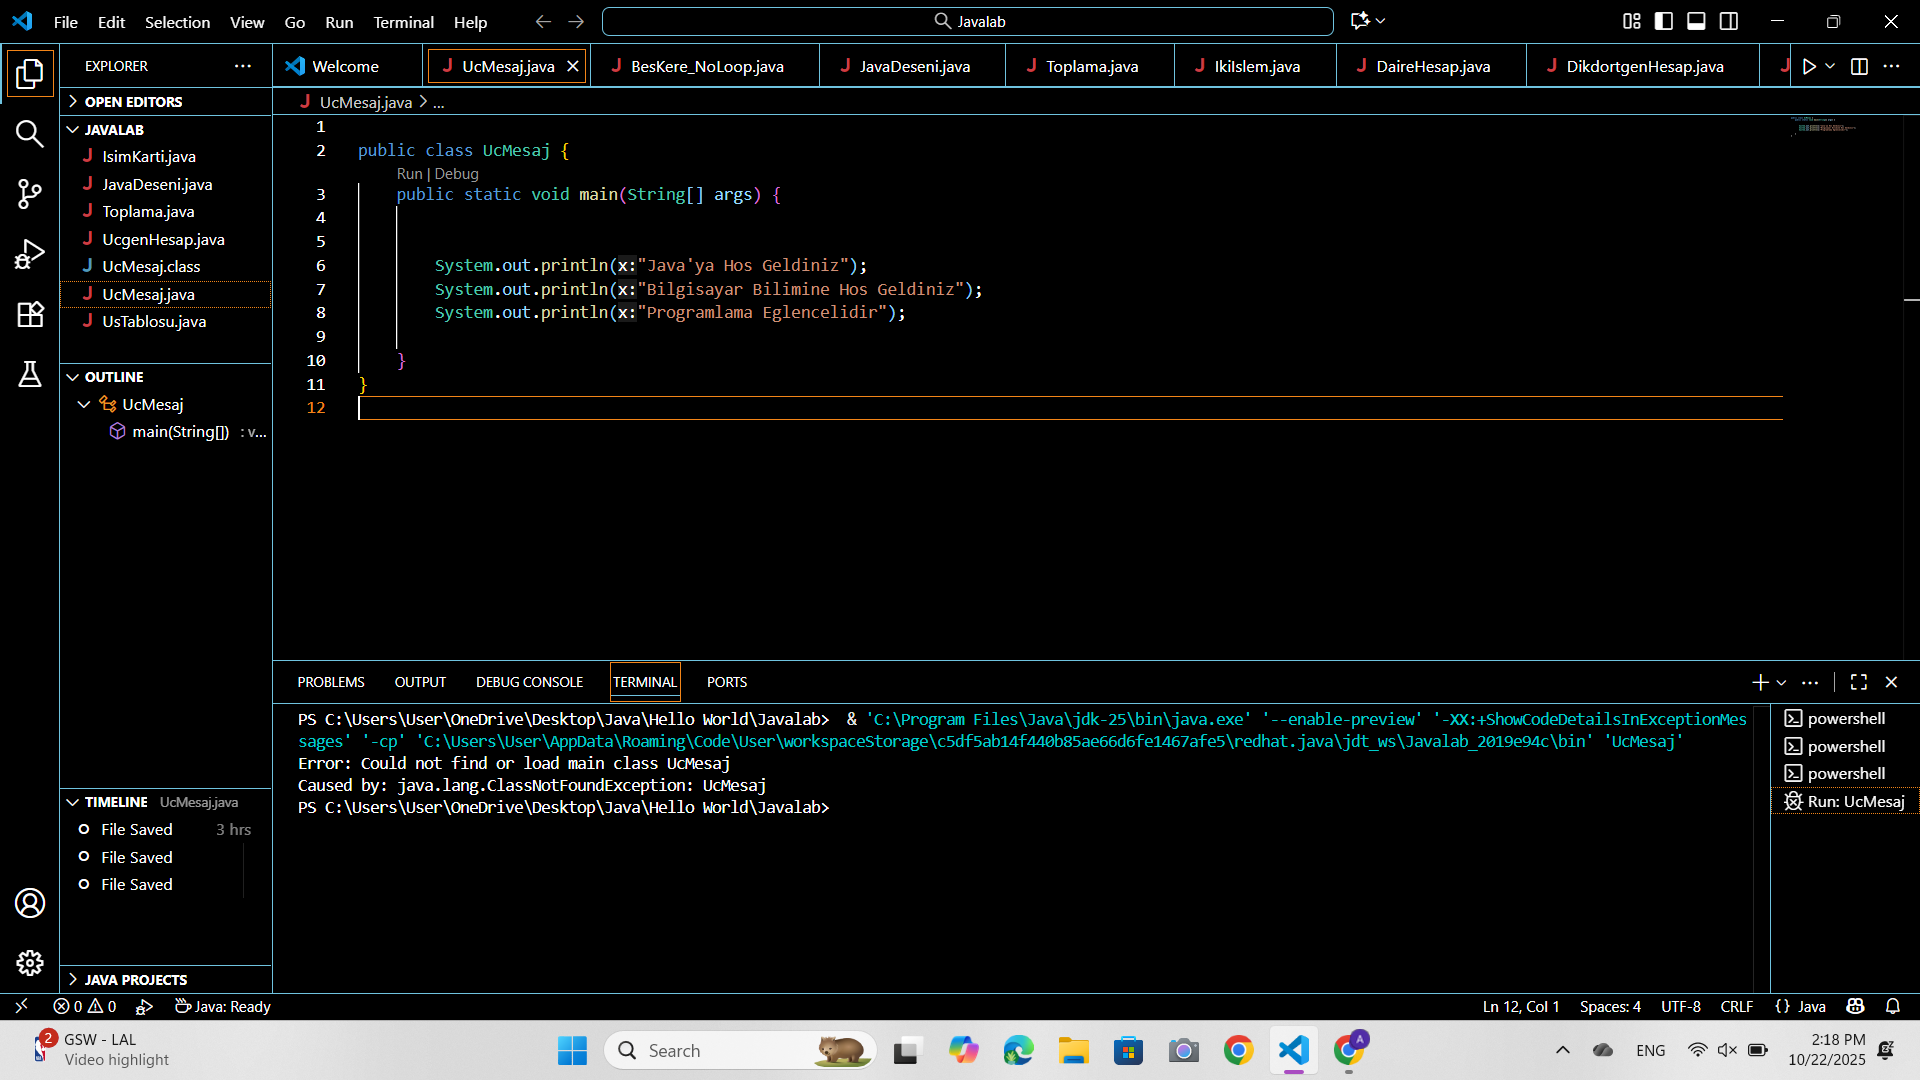 File Edit Selection View Go Run Terminal Help
Javalab
EXPLORER
Welcome
UcMesaj.java
BesKere_NoLoop.java
JavaDeseni.java
Toplama.java
IkiIslem.java
DaireHesap.java
DikdortgenHesap.java
OPEN EDITORS
JAVALAB
IsimKarti.java
JavaDeseni.java
Toplama.java
UcgenHesap.java
UcMesaj.class
UcMesaj.java
UsTablosu.java
OUTLINE
UcMesaj
main(String[]) : v...
TIMELINE UcMesaj.java
File Saved 3 hrs
File Saved
File Saved
JAVA PROJECTS
UcMesaj.java > ...
1
2 public class UcMesaj {
Run | Debug
3 public static void main(String[] args) {
4
5
6 System.out.println(x:"Java'ya Hos Geldiniz");
7 System.out.println(x:"Bilgisayar Bilimine Hos Geldiniz");
8 System.out.println(x:"Programlama Eglencelidir");
9
10 }
11 }
12
PROBLEMS OUTPUT DEBUG CONSOLE TERMINAL PORTS
PS C:\Users\User\OneDrive\Desktop\Java\Hello World\Javalab> & 'C:\Program Files\Java\jdk-25\bin\java.exe' '--enable-preview' '-XX:+ShowCodeDetailsInExceptionMes
sages' '-cp' 'C:\Users\User\AppData\Roaming\Code\User\workspaceStorage\c5df5ab14f440b85ae66d6fe1467afe5\redhat.java\jdt_ws\Javalab_2019e94c\bin' 'UcMesaj'
Error: Could not find or load main class UcMesaj
Caused by: java.lang.ClassNotFoundException: UcMesaj
PS C:\Users\User\OneDrive\Desktop\Java\Hello World\Javalab>
powershell
powershell
powershell
Run: UcMesaj
0 0 Java: Ready
Ln 12, Col 1 Spaces: 4 UTF-8 CRLF {} Java
2 GSW - LAL
Video highlight
Search
A
ENG
2:18 PM
10/22/2025